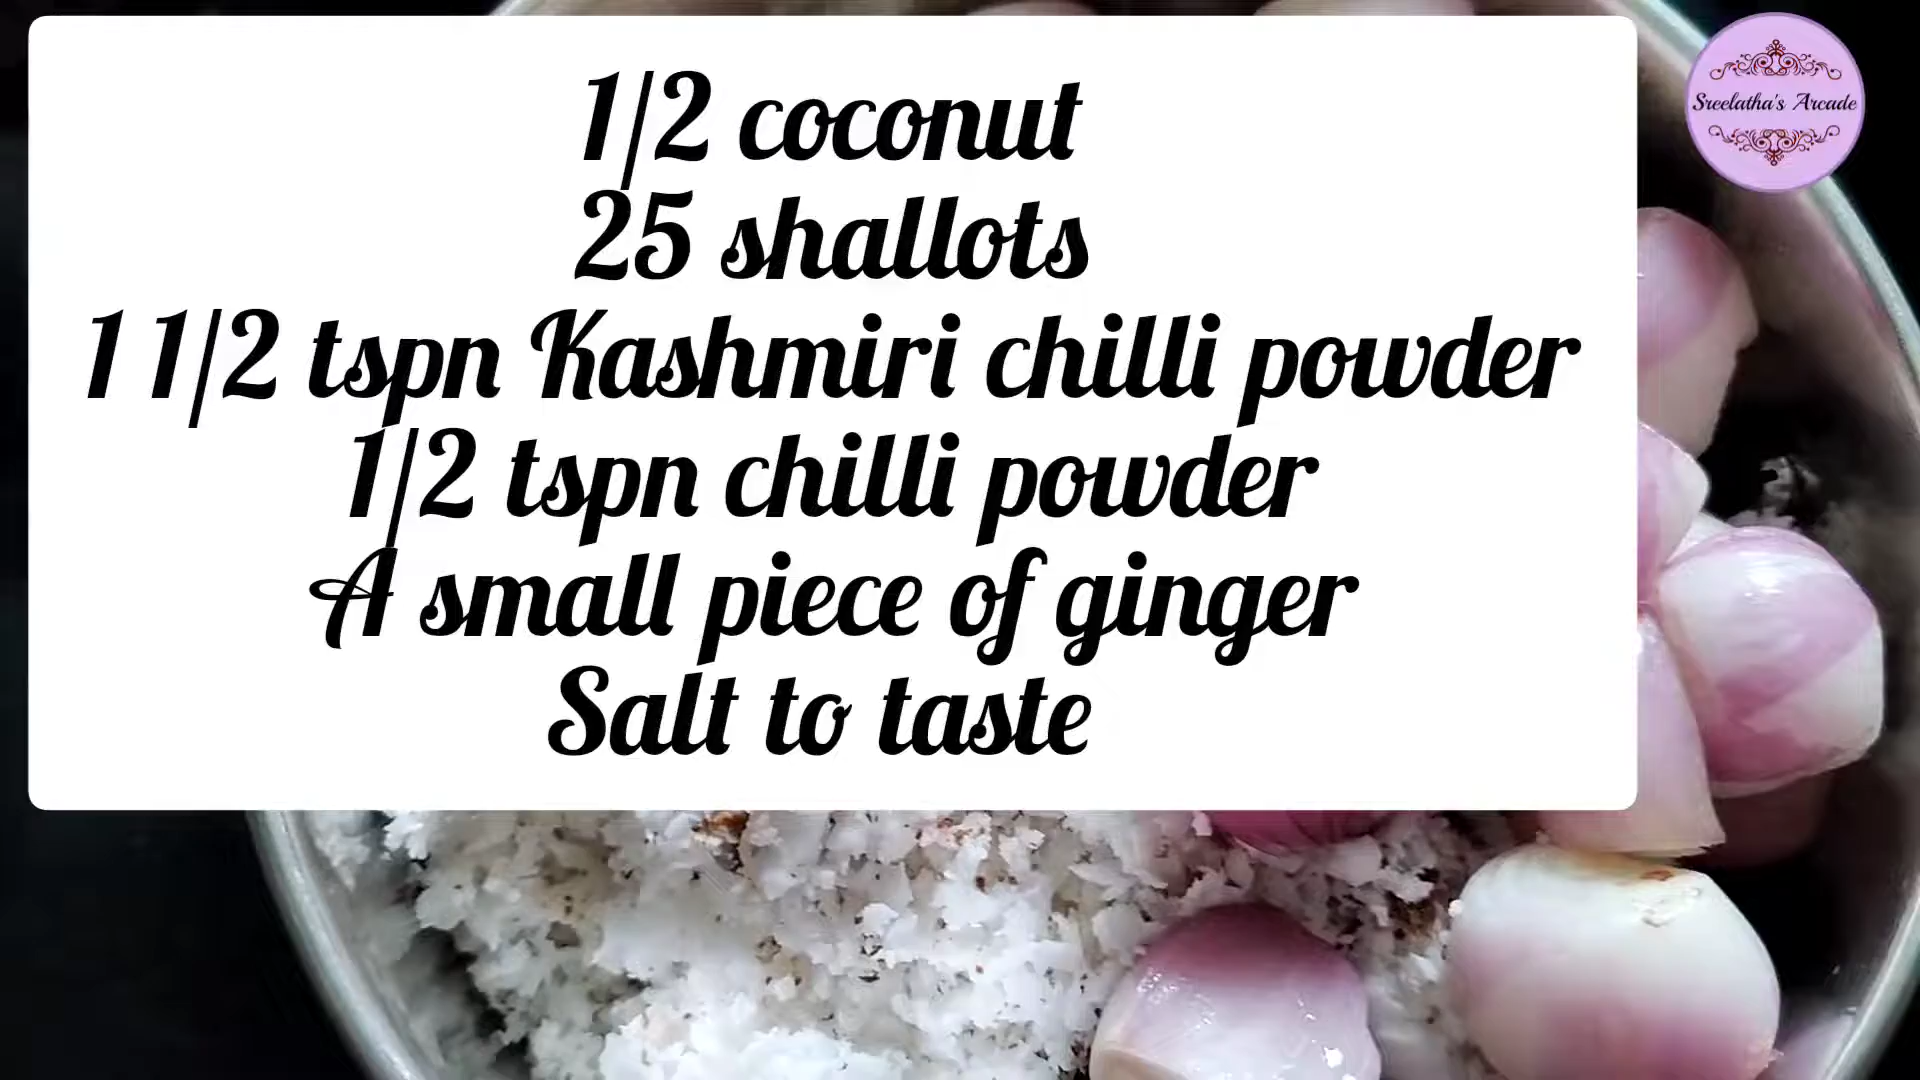 1/2 coconut
25 shallots
1 1/2 tspn Kashmiri chilli powder
1/2 tspn chilli powder
A small piece of ginger
Salt to taste
Sreelatha's Arcade